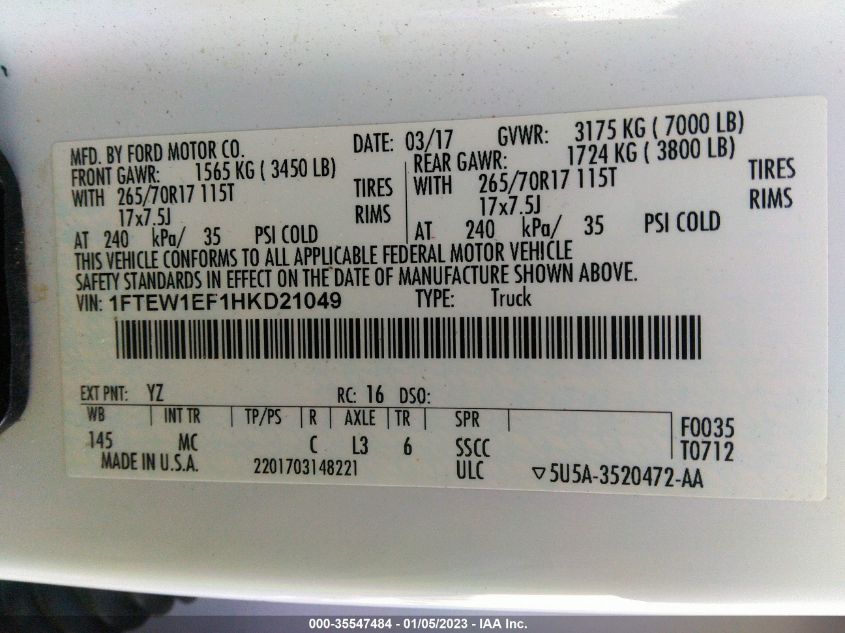 MFD. BY FORD MOTOR CO. DATE: 03/17 GVWR: 3175 KG ( 7000 LB)
FRONT GAWR: 1565 KG ( 3450 LB) REAR GAWR: 1724 KG ( 3800 LB)
WITH 265/70R17 115T TIRES WITH 265/70R17 115T TIRES
17x7.5J RIMS 17x7.5J RIMS
AT 240 kPa/ 35 PSI COLD AT 240 kPa/ 35 PSI COLD
THIS VEHICLE CONFORMS TO ALL APPLICABLE FEDERAL MOTOR VEHICLE
SAFETY STANDARDS IN EFFECT ON THE DATE OF MANUFACTURE SHOWN ABOVE.
VIN: 1FTEW1EF1HKD21049 TYPE: Truck
EXT PNT: YZ RC: 16 DSO:
WB INT TR TP/PS R AXLE TR SPR F0035
145 MC C L3 6 SSCC T0712
MADE IN U.S.A. 2201703148221 ULC ▽5U5A-3520472-AA
000-35547484 - 01/05/2023 - IAA Inc.